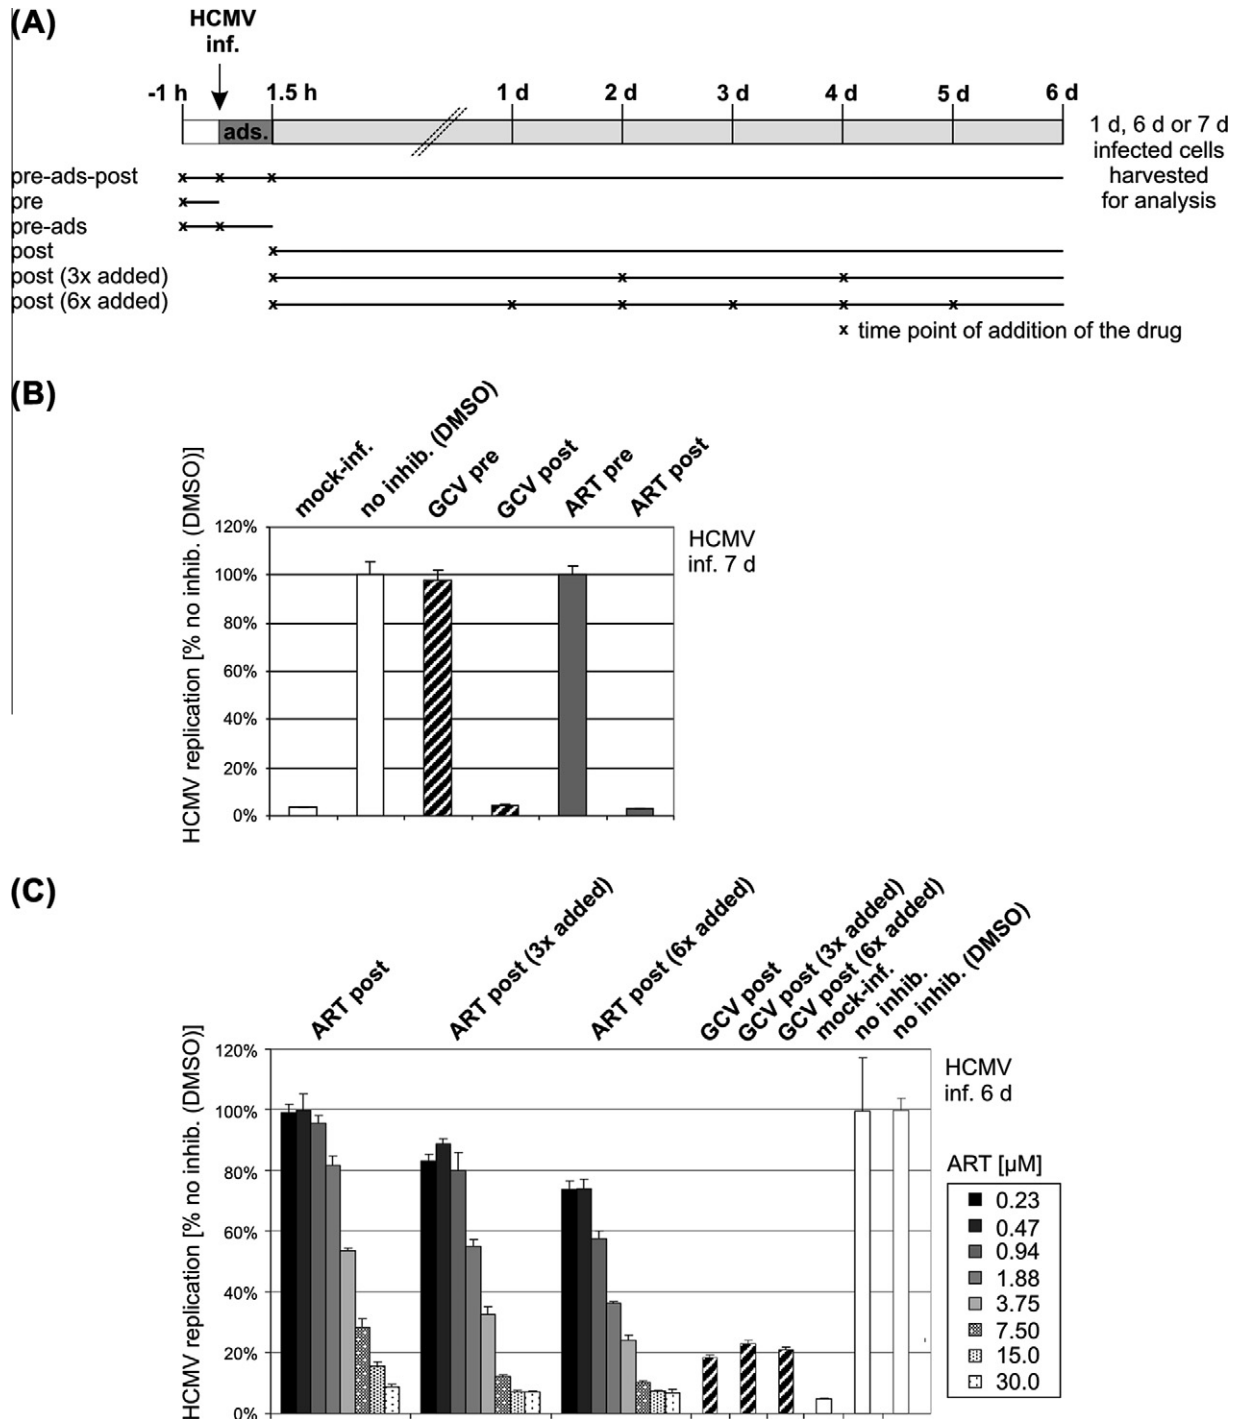 (A)
HCMV
inf.
-1 h 1.5 h 1 d 2 d 3 d 4 d 5 d 6 d
ads.
1 d, 6 d or 7 d
infected cells
harvested
for analysis
pre-ads-post
pre
pre-ads
post
post (3x added)
post (6x added)
x time point of addition of the drug
(B)
mock-inf.
no inhib. (DMSO)
GCV pre
GCV post
ART pre
ART post
HCMV replication [% no inhib. (DMSO)]
120%
100%
80%
60%
40%
20%
0%
HCMV
inf. 7 d
(C)
ART post
ART post (3x added)
ART post (6x added)
GCV post
GCV post (3x added)
GCV post (6x added)
mock-inf.
no inhib.
no inhib. (DMSO)
HCMV replication [% no inhib. (DMSO)]
120%
100%
80%
60%
40%
20%
0%
HCMV
inf. 6 d
ART [µM]
0.23
0.47
0.94
1.88
3.75
7.50
15.0
30.0